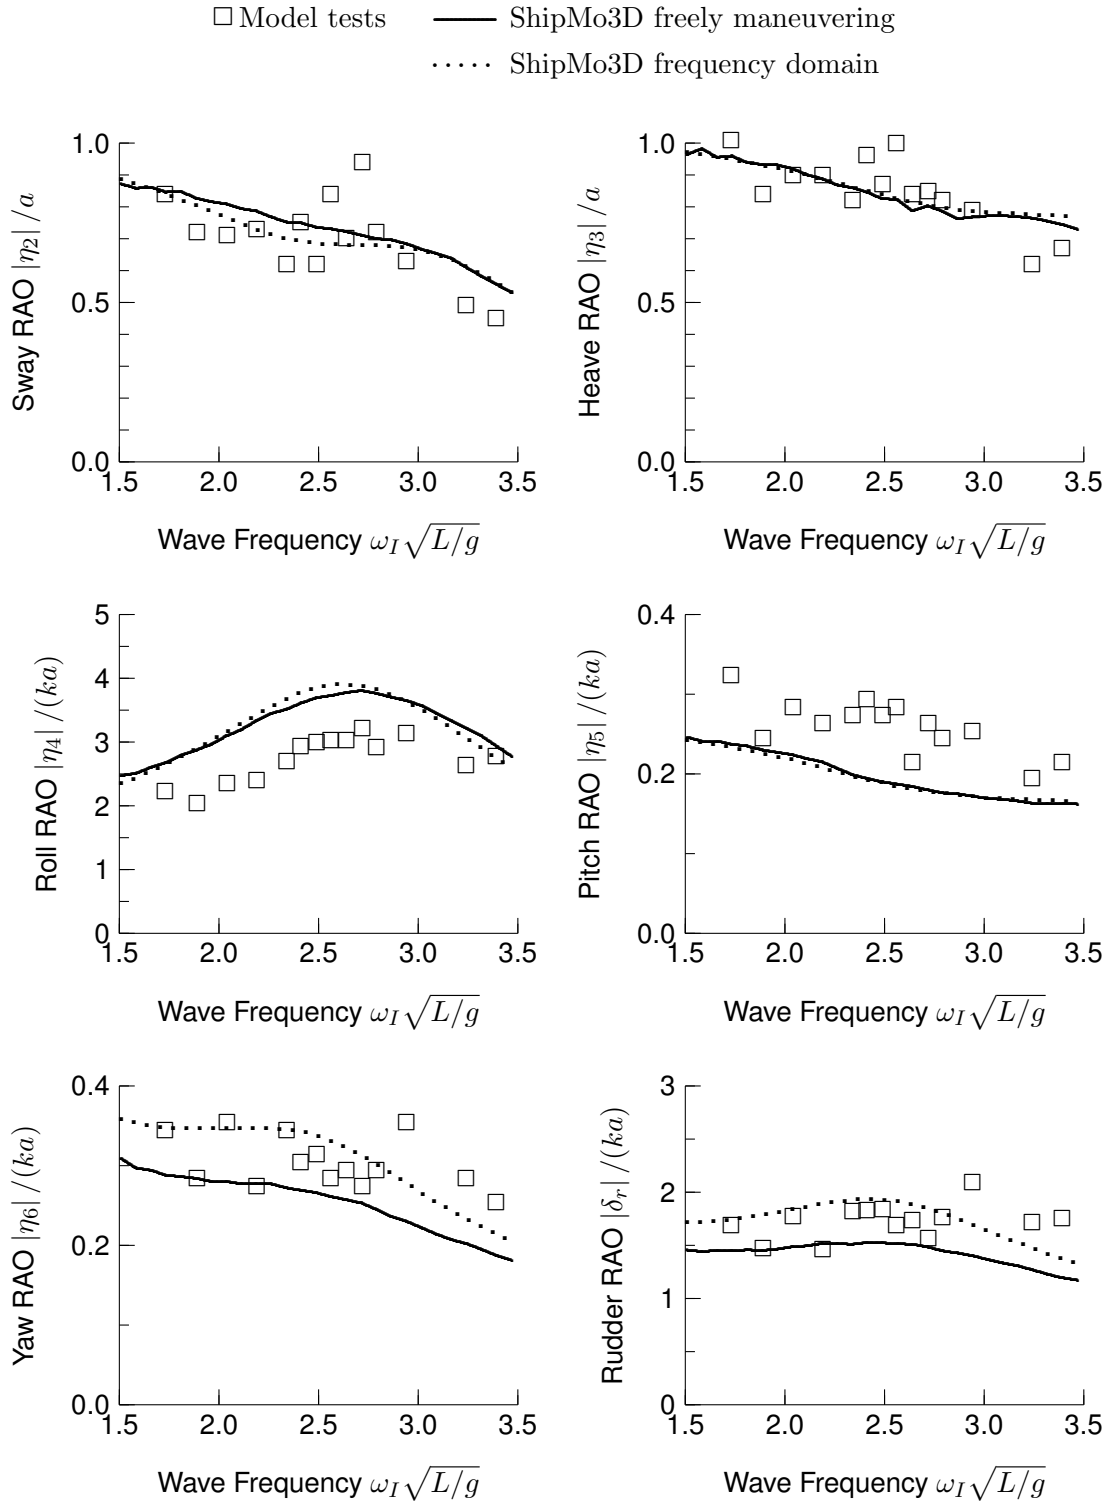 □ Model tests —— ShipMo3D freely maneuvering
····· ShipMo3D frequency domain
Sway RAO |η₂|/a
1.0
0.5
0.0
1.5 2.0 2.5 3.0 3.5
Wave Frequency ω_I√(L/g)
Heave RAO |η₃|/a
1.0
0.5
0.0
1.5 2.0 2.5 3.0 3.5
Wave Frequency ω_I√(L/g)
Roll RAO |η₄|/(ka)
5
4
3
2
1
0
1.5 2.0 2.5 3.0 3.5
Wave Frequency ω_I√(L/g)
Pitch RAO |η₅|/(ka)
0.4
0.2
0.0
1.5 2.0 2.5 3.0 3.5
Wave Frequency ω_I√(L/g)
Yaw RAO |η₆|/(ka)
0.4
0.2
0.0
1.5 2.0 2.5 3.0 3.5
Wave Frequency ω_I√(L/g)
Rudder RAO |δ_r|/(ka)
3
2
1
0
1.5 2.0 2.5 3.0 3.5
Wave Frequency ω_I√(L/g)